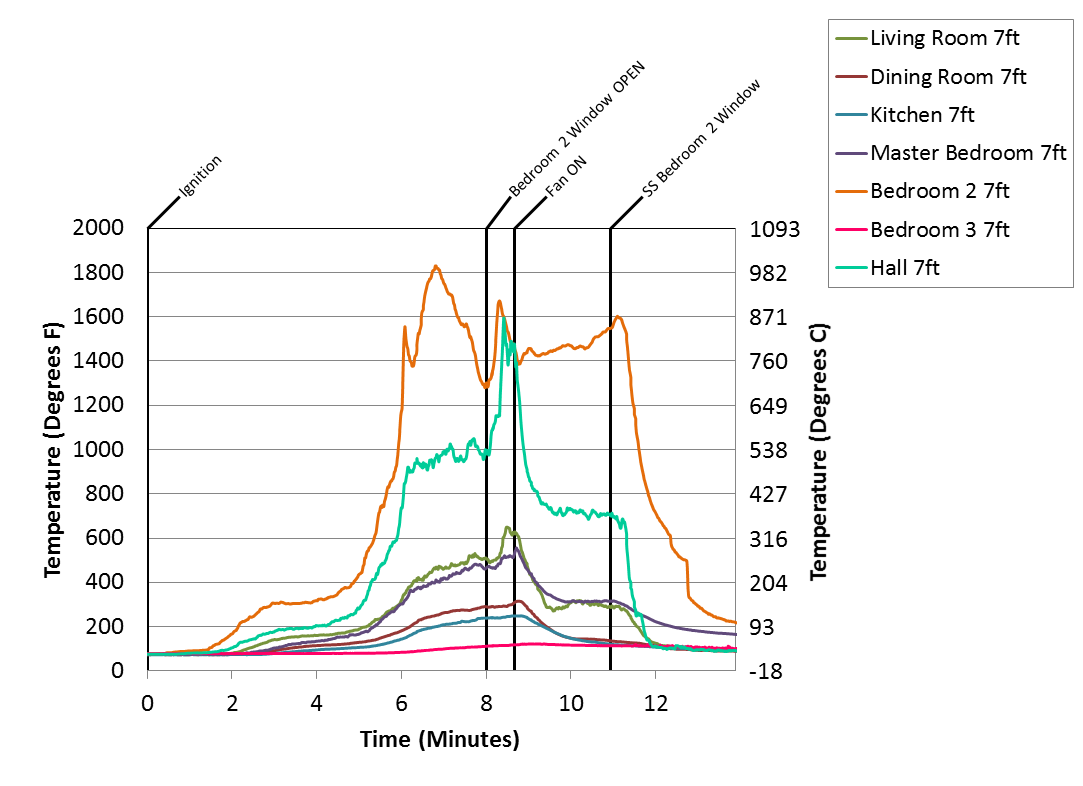 Living Room 7ft
Dining Room 7ft
Kitchen 7ft
Master Bedroom 7ft
Bedroom 2 7ft
Bedroom 3 7ft
Hall 7ft
Ignition
Bedroom 2 Window OPEN
Fan ON
SS Bedroom 2 Window
Temperature (Degrees F)
2000
1800
1600
1400
1200
1000
800
600
400
200
0
1093
982
871
760
649
538
427
316
204
93
-18
Temperature (Degrees C)
0 2 4 6 8 10 12
Time (Minutes)